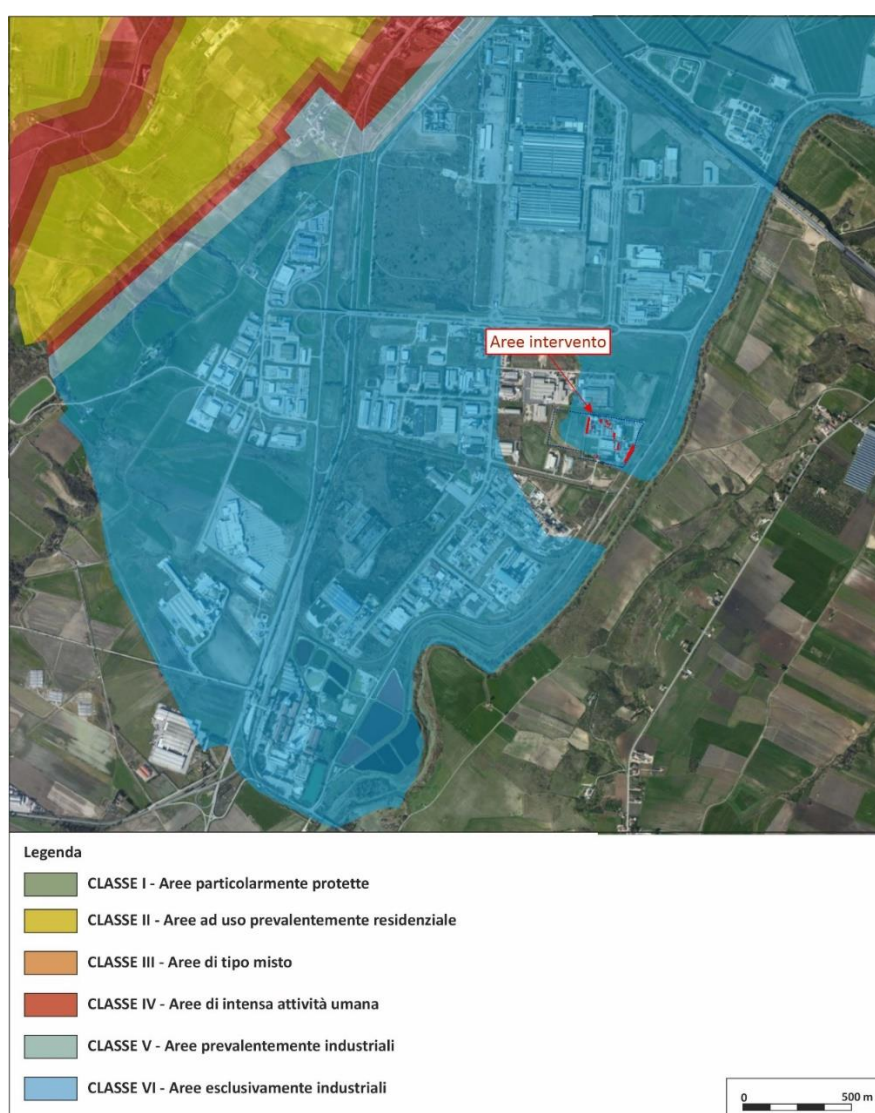 Aree intervento
Legenda
CLASSE I - Aree particolarmente protette
CLASSE II - Aree ad uso prevalentemente residenziale
CLASSE III - Aree di tipo misto
CLASSE IV - Aree di intensa attività umana
CLASSE V - Aree prevalentemente industriali
CLASSE VI - Aree esclusivamente industriali
0 500 m